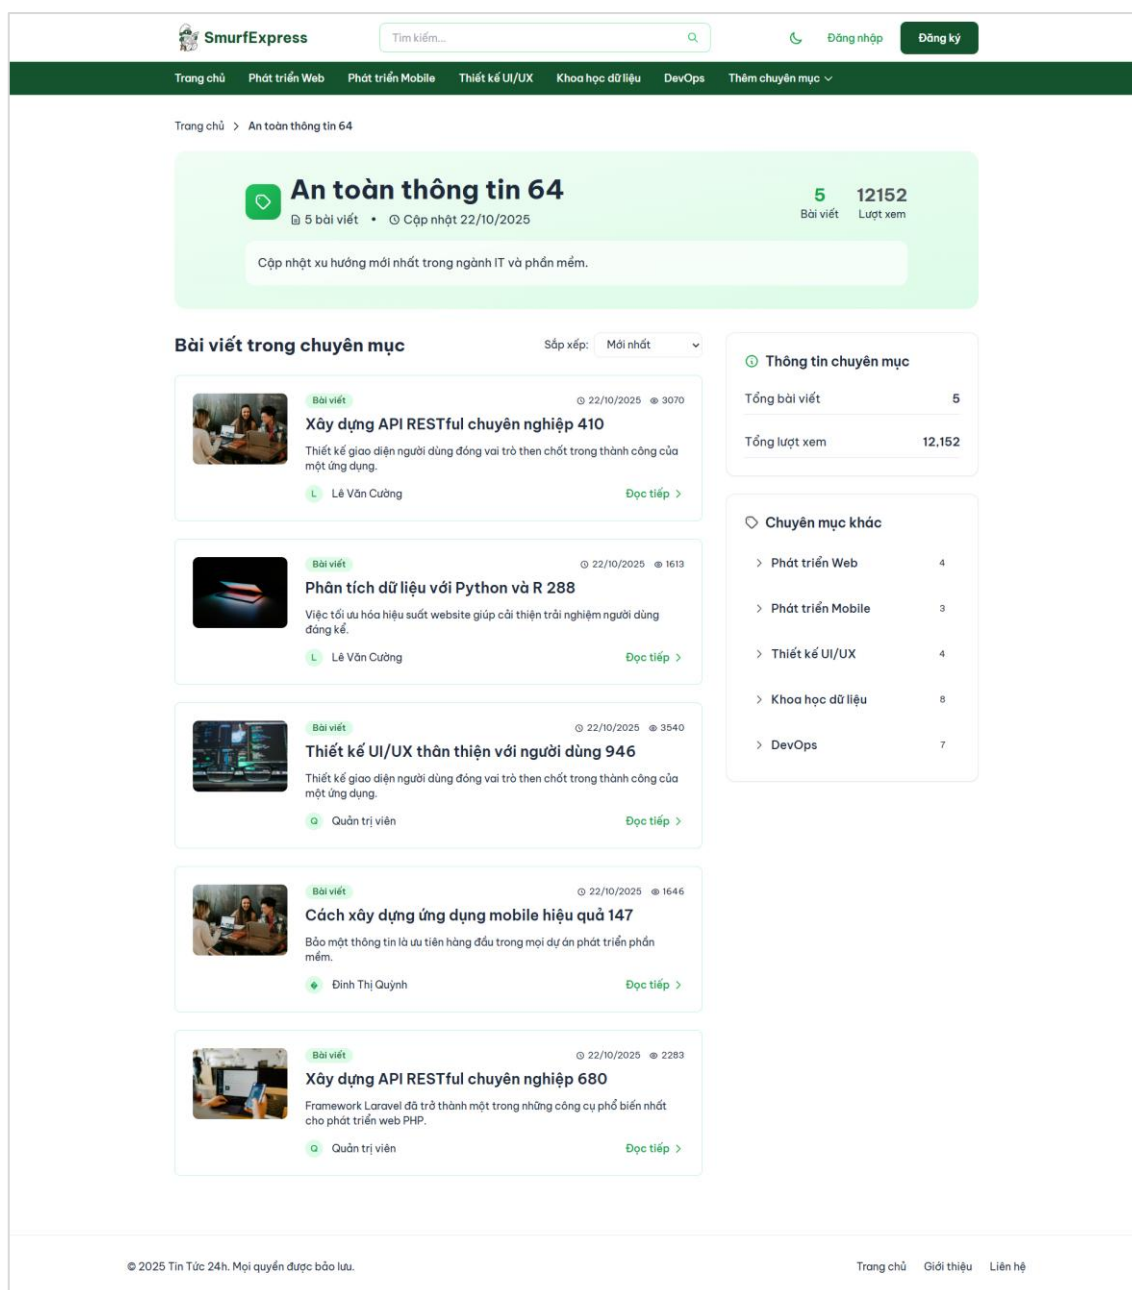 SmurfExpress
Tìm kiếm...
Đăng nhập
Đăng ký
Trang chủ Phát triển Web Phát triển Mobile Thiết kế UI/UX Khoa học dữ liệu DevOps Thêm chuyên mục
Trang chủ > An toàn thông tin 64
An toàn thông tin 64
5 bài viết • Cập nhật 22/10/2025
5 12152
Bài viết Lượt xem
Cập nhật xu hướng mới nhất trong ngành IT và phần mềm.
Bài viết trong chuyên mục
Sắp xếp: Mới nhất
Bài viết 22/10/2025 3070
Xây dựng API RESTful chuyên nghiệp 410
Thiết kế giao diện người dùng đóng vai trò then chốt trong thành công của
một ứng dụng.
L Lê Văn Cường Đọc tiếp >
Bài viết 22/10/2025 1613
Phân tích dữ liệu với Python và R 288
Việc tối ưu hóa hiệu suất website giúp cải thiện trải nghiệm người dùng
đáng kể.
L Lê Văn Cường Đọc tiếp >
Bài viết 22/10/2025 3540
Thiết kế UI/UX thân thiện với người dùng 946
Thiết kế giao diện người dùng đóng vai trò then chốt trong thành công của
một ứng dụng.
Q Quản trị viên Đọc tiếp >
Bài viết 22/10/2025 1646
Cách xây dựng ứng dụng mobile hiệu quả 147
Bảo mật thông tin là ưu tiên hàng đầu trong mọi dự án phát triển phần
mềm.
� Đinh Thị Quỳnh Đọc tiếp >
Bài viết 22/10/2025 2283
Xây dựng API RESTful chuyên nghiệp 680
Framework Laravel đã trở thành một trong những công cụ phổ biến nhất
cho phát triển web PHP.
Q Quản trị viên Đọc tiếp >
Thông tin chuyên mục
Tổng bài viết 5
Tổng lượt xem 12,152
Chuyên mục khác
> Phát triển Web 4
> Phát triển Mobile 3
> Thiết kế UI/UX 4
> Khoa học dữ liệu 8
> DevOps 7
© 2025 Tin Tức 24h. Mọi quyền được bảo lưu.
Trang chủ Giới thiệu Liên hệ